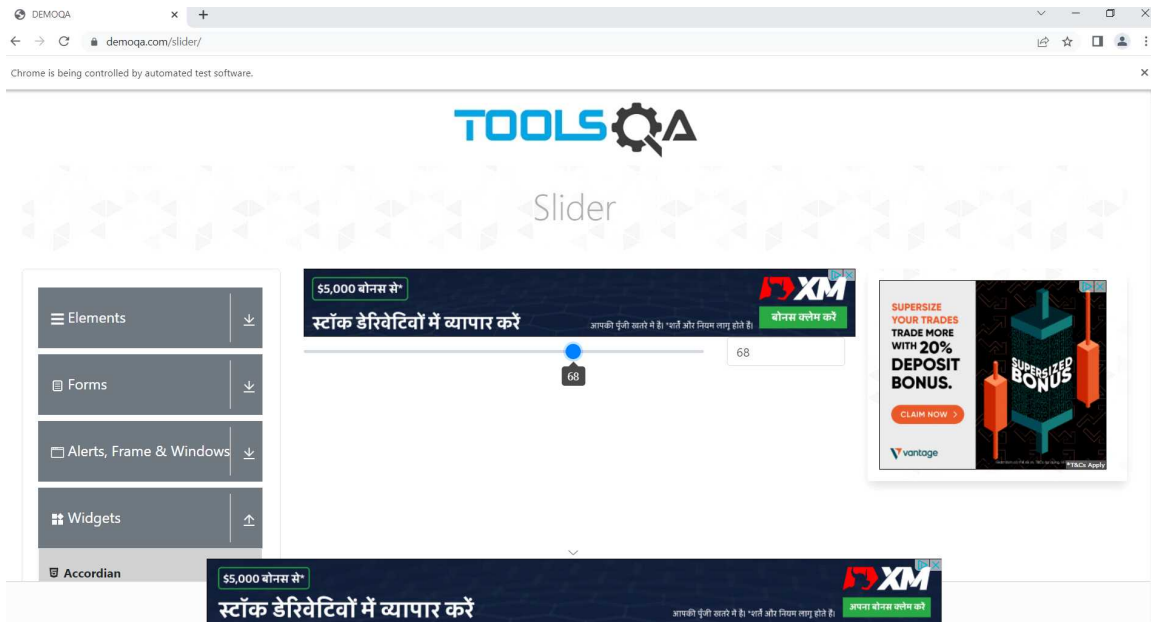 DEMOQA
demoqa.com/slider/
Chrome is being controlled by automated test software.
TOOLSQA
Slider
Elements
Forms
Alerts, Frame & Windows
Widgets
Accordian
$5,000 बोनस से*
स्टॉक डेरिवेटिवों में व्यापार करें
आपकी पूँजी खतरे में है। *शर्तें और नियम लागू होते हैं।
XM
बोनस क्लेम करें
68
68
SUPERSIZE
YOUR TRADES
TRADE MORE
WITH 20%
DEPOSIT
BONUS.
CLAIM NOW >
vantage
SUPERSIZED
BONUS
*T&Cs Apply
$5,000 बोनस से*
स्टॉक डेरिवेटिवों में व्यापार करें
आपकी पूँजी खतरे में है। *शर्तें और नियम लागू होते हैं।
XM
अपना बोनस क्लेम करें